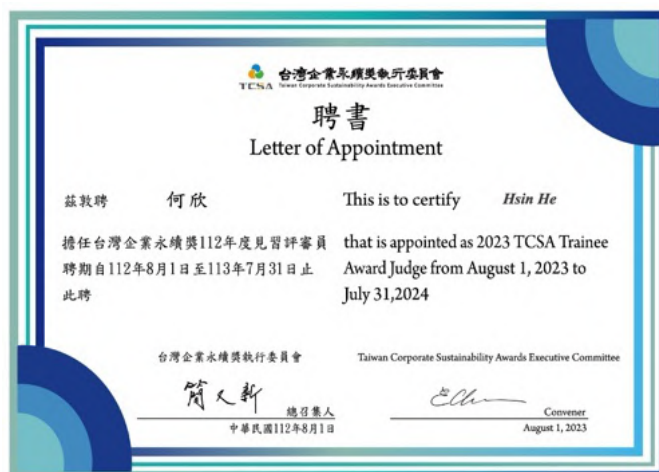 TCSA
台灣企業永續獎執行委員會
Taiwan Corporate Sustainability Awards Executive Committee
聘書
Letter of Appointment
茲敦聘 何欣
擔任台灣企業永續獎112年度見習評審員
聘期自112年8月1日至113年7月31日止
此聘
This is to certify Hsin He
that is appointed as 2023 TCSA Trainee
Award Judge from August 1, 2023 to
July 31,2024
台灣企業永續獎執行委員會
簡又新
總召集人
中華民國112年8月1日
Taiwan Corporate Sustainability Awards Executive Committee
Convener
August 1, 2023